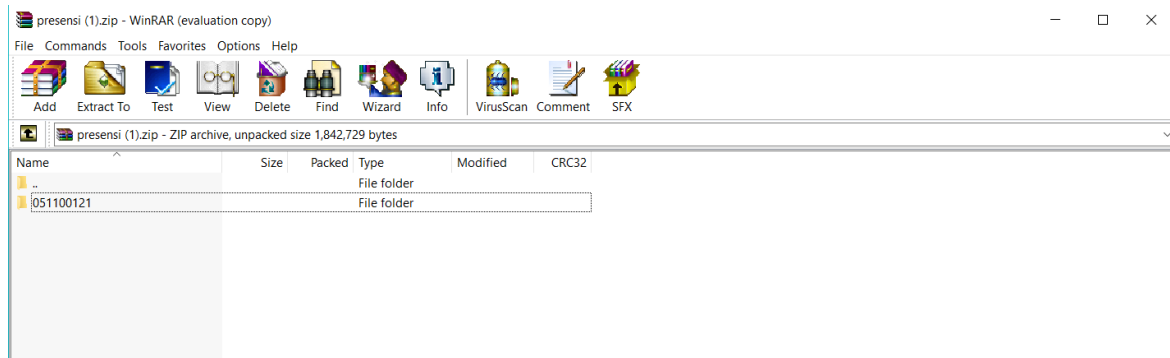 presensi (1).zip - WinRAR (evaluation copy)
File Commands Tools Favorites Options Help
Add Extract To Test View Delete Find Wizard Info VirusScan Comment SFX
presensi (1).zip - ZIP archive, unpacked size 1,842,729 bytes
Name Size Packed Type Modified CRC32
.. File folder
051100121 File folder